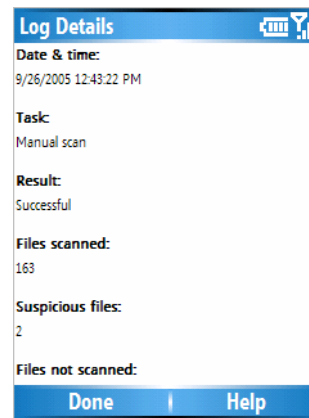 Log Details
Date & time:
9/26/2005 12:43:22 PM
Task:
Manual scan
Result:
Successful
Files scanned:
163
Suspicious files:
2
Files not scanned:
Done Help